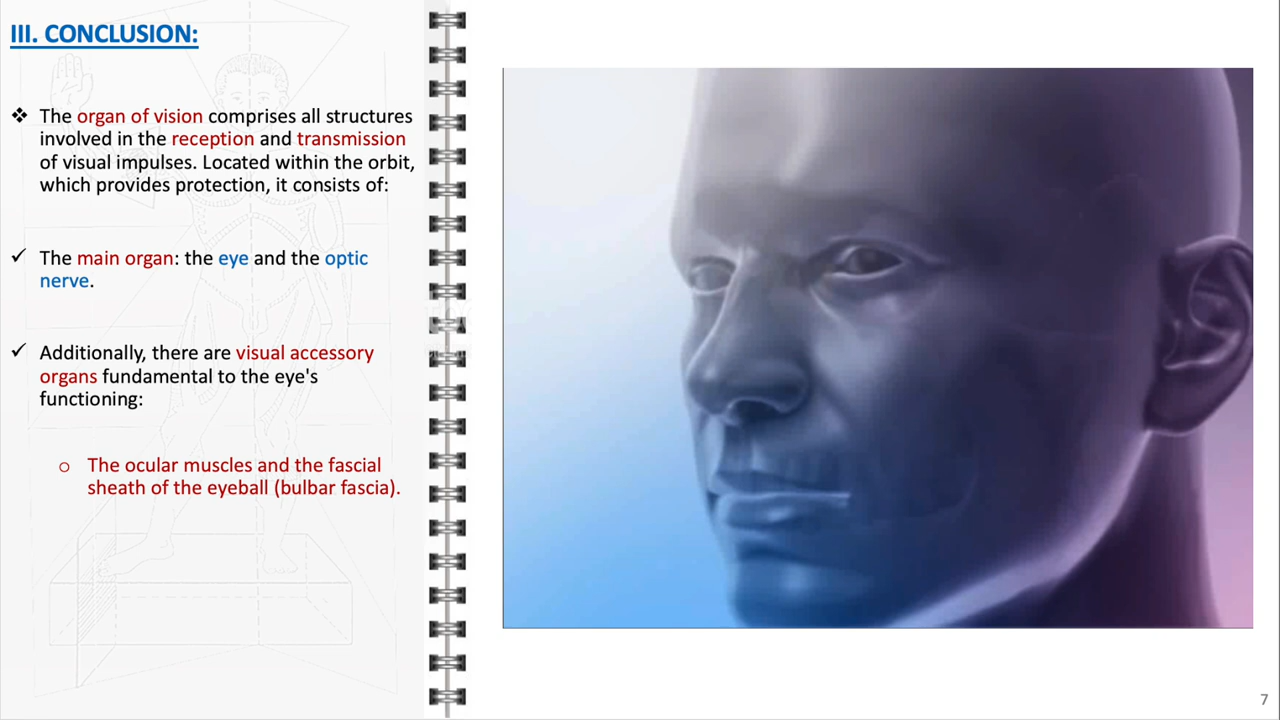 III. CONCLUSION:
❖ The organ of vision comprises all structures
involved in the reception and transmission
of visual impulses. Located within the orbit,
which provides protection, it consists of:
✓ The main organ: the eye and the optic
nerve.
✓ Additionally, there are visual accessory
organs fundamental to the eye's
functioning:
o The ocular muscles and the fascial
sheath of the eyeball (bulbar fascia).
7